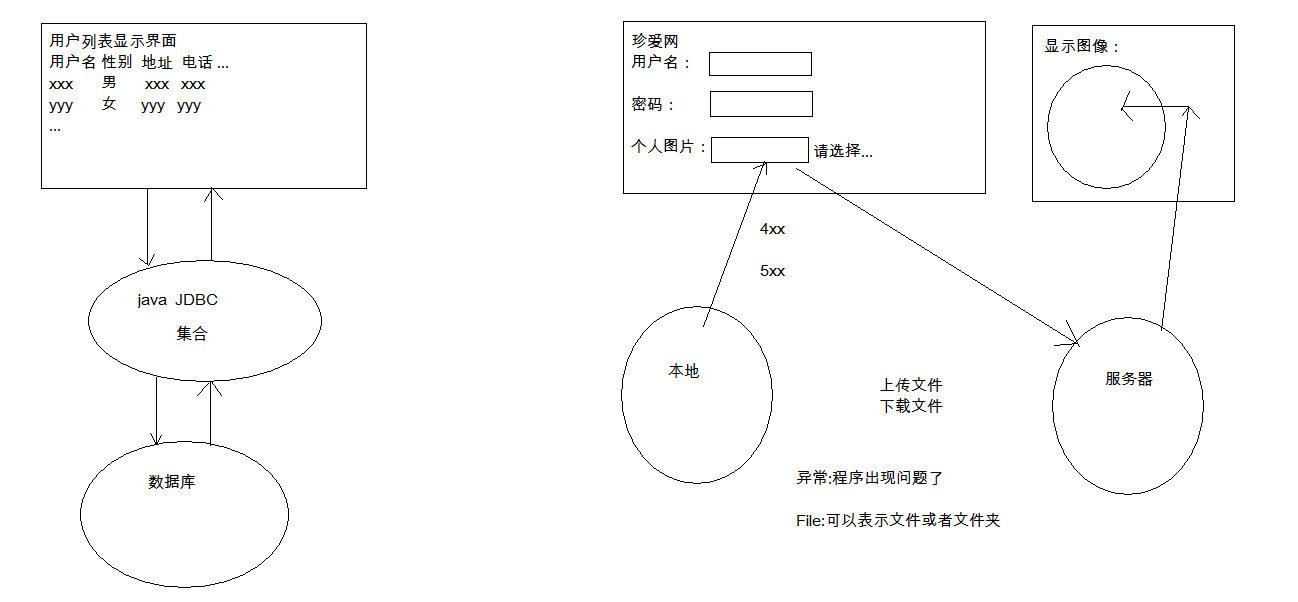 用户列表显示界面
用户名 性别 地址 电话 ...
xxx 男 xxx xxx
yyy 女 yyy yyy
...
java JDBC
集合
数据库
珍爱网
用户名：
密码：
个人图片： 请选择...
4xx
5xx
本地
上传文件
下载文件
异常:程序出现问题了
File:可以表示文件或者文件夹
显示图像：
服务器